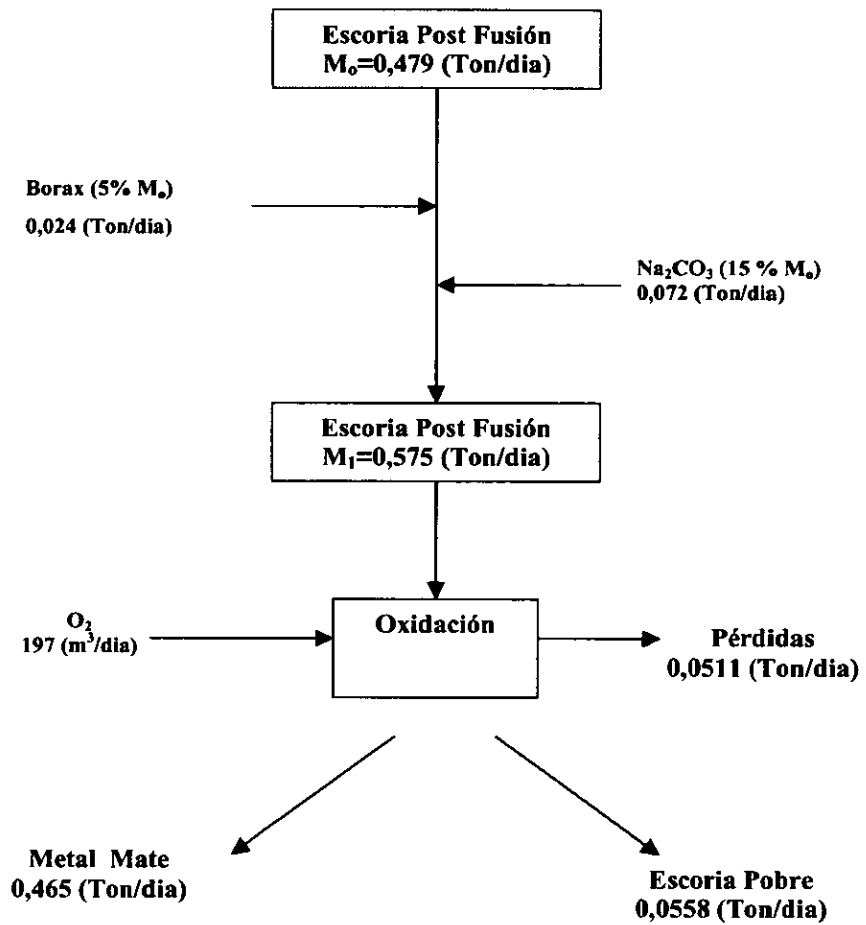 Escoria Post Fusión
Mₒ=0,479 (Ton/dia)
Borax (5% Mₒ)
0,024 (Ton/dia)
Na₂CO₃ (15 % Mₒ)
0,072 (Ton/dia)
Escoria Post Fusión
M₁=0,575 (Ton/dia)
O₂
197 (m³/dia)
Oxidación
Pérdidas
0,0511 (Ton/dia)
Metal Mate
0,465 (Ton/dia)
Escoria Pobre
0,0558 (Ton/dia)